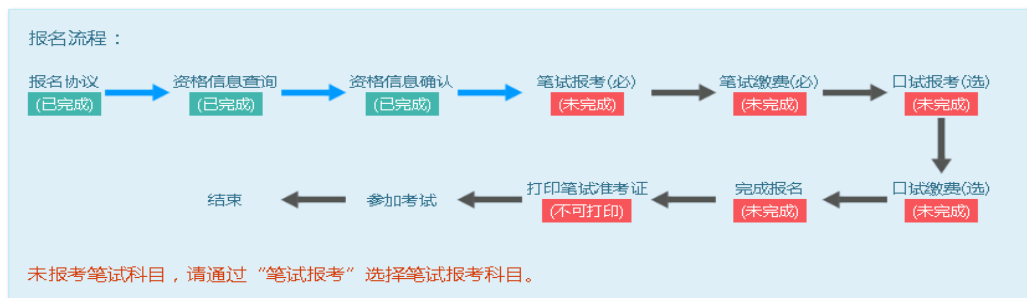 报名流程：
报名协议 资格信息查询 资格信息确认 笔试报考(必) 笔试缴费(必) 口试报考(选)
(已完成) (已完成) (已完成) (未完成) (未完成) (未完成)
结束 参加考试 打印笔试准考证 完成报名 口试缴费(选)
(不可打印) (未完成) (未完成)
未报考笔试科目，请通过“笔试报考”选择笔试报考科目。